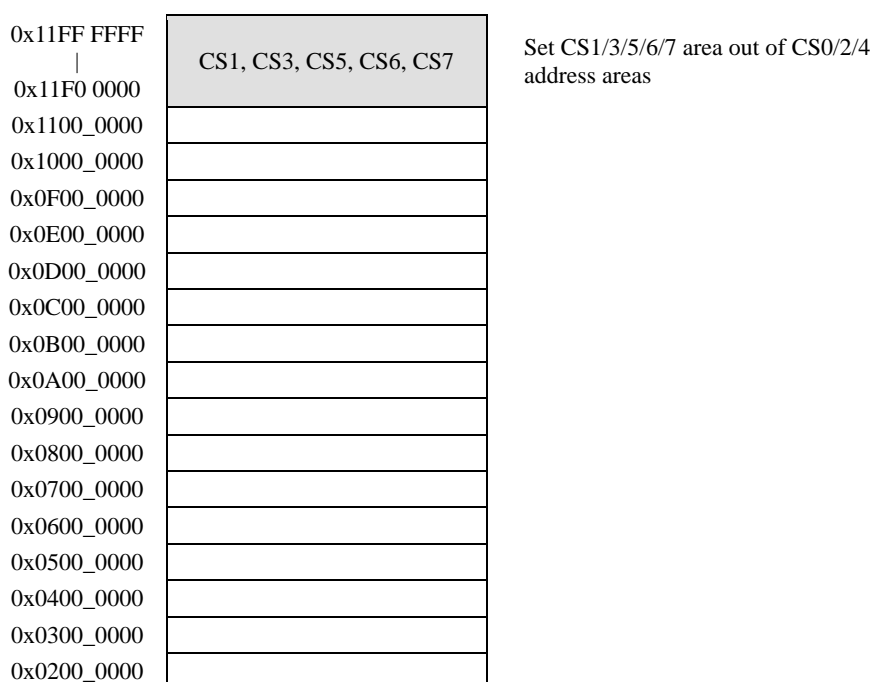 0x11FF FFFF
|
0x11F0 0000
CS1, CS3, CS5, CS6, CS7
Set CS1/3/5/6/7 area out of CS0/2/4
address areas
0x1100_0000
0x1000_0000
0x0F00_0000
0x0E00_0000
0x0D00_0000
0x0C00_0000
0x0B00_0000
0x0A00_0000
0x0900_0000
0x0800_0000
0x0700_0000
0x0600_0000
0x0500_0000
0x0400_0000
0x0300_0000
0x0200_0000